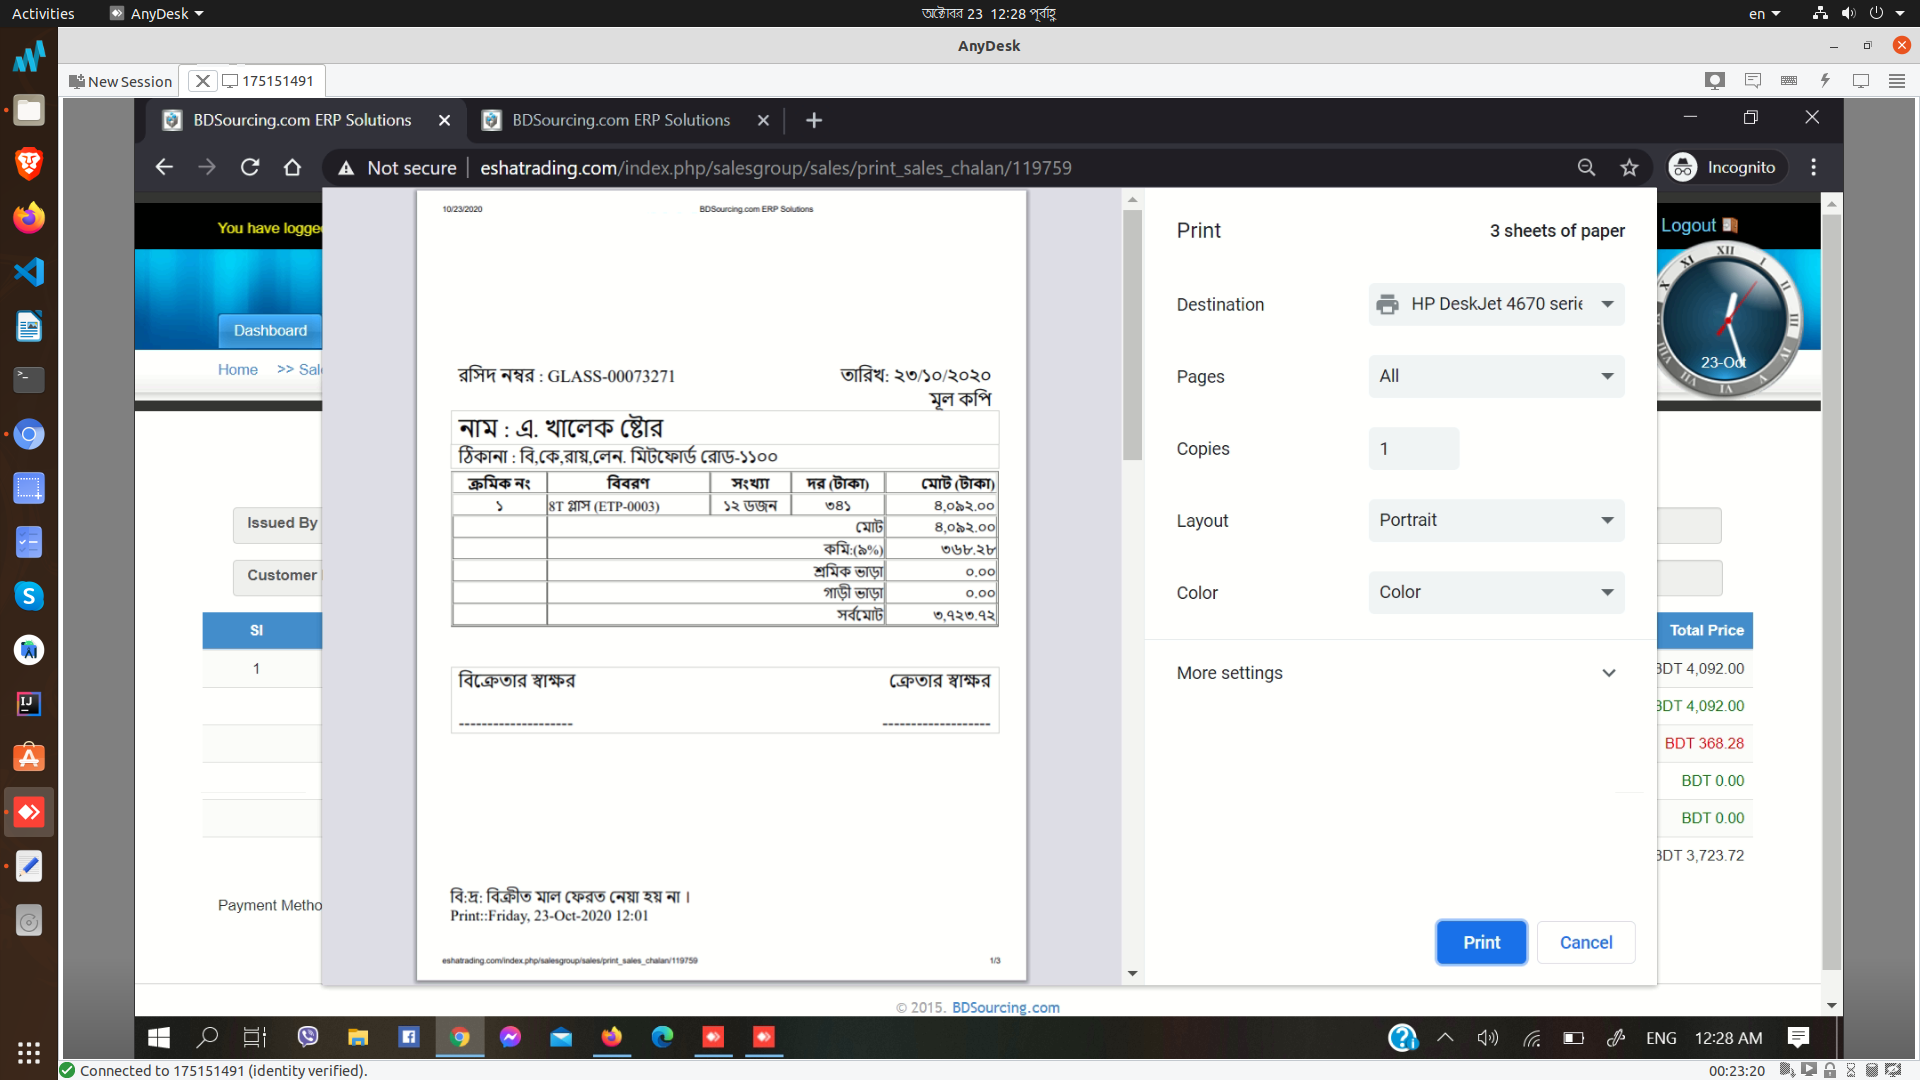 Activities
AnyDesk
অক্টোবর 23  12:28 পূর্বাহ্ণ
en
AnyDesk
New Session
175151491
BDSourcing.com ERP Solutions
BDSourcing.com ERP Solutions
Not secure
eshatrading.com/index.php/salesgroup/sales/print_sales_chalan/119759
Incognito
You have logge
Logout
Dashboard
Home >> Sale
23-Oct
Issued By
Customer
SI
1
Payment Metho
Total Price
BDT 4,092.00
BDT 4,092.00
BDT 368.28
BDT 0.00
BDT 0.00
BDT 3,723.72
10/23/2020
BDSourcing.com ERP Solutions
রসিদ নম্বর : GLASS-00073271
তারিখ: ২৩/১০/২০২০
মূল কপি
নাম : এ. খালেক ষ্টোর
ঠিকানা : বি,কে,রায়,লেন. মিটফোর্ড রোড-১১০০
ক্রমিক নং বিবরণ সংখ্যা দর (টাকা) মোট (টাকা)
১ 8T গ্লাস (ETP-0003) ১২ ডজন ৩৪১ ৪,০৯২.০০
মোট ৪,০৯২.০০
কমি:(৯%) ৩৬৮.২৮
শ্রমিক ভাড়া ০.০০
গাড়ী ভাড়া ০.০০
সর্বমোট ৩,৭২৩.৭২
বিক্রেতার স্বাক্ষর
ক্রেতার স্বাক্ষর
--------------------
-------------------
বি:দ্র: বিক্রীত মাল ফেরত নেয়া হয় না ।
Print::Friday, 23-Oct-2020 12:01
eshatrading.com/index.php/salesgroup/sales/print_sales_chalan/119759
1/3
Print
3 sheets of paper
Destination
HP DeskJet 4670 serie
Pages
All
Copies
1
Layout
Portrait
Color
Color
More settings
Print
Cancel
© 2015. BDSourcing.com
ENG
12:28 AM
Connected to 175151491 (identity verified).
00:23:20